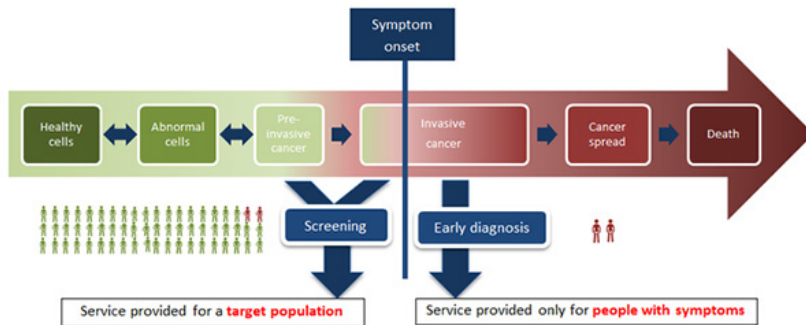 Symptom
onset
Healthy
cells
Abnormal
cells
Pre-
invasive
cancer
Invasive
cancer
Cancer
spread
Death
Screening
Early diagnosis
Service provided for a target population
Service provided only for people with symptoms